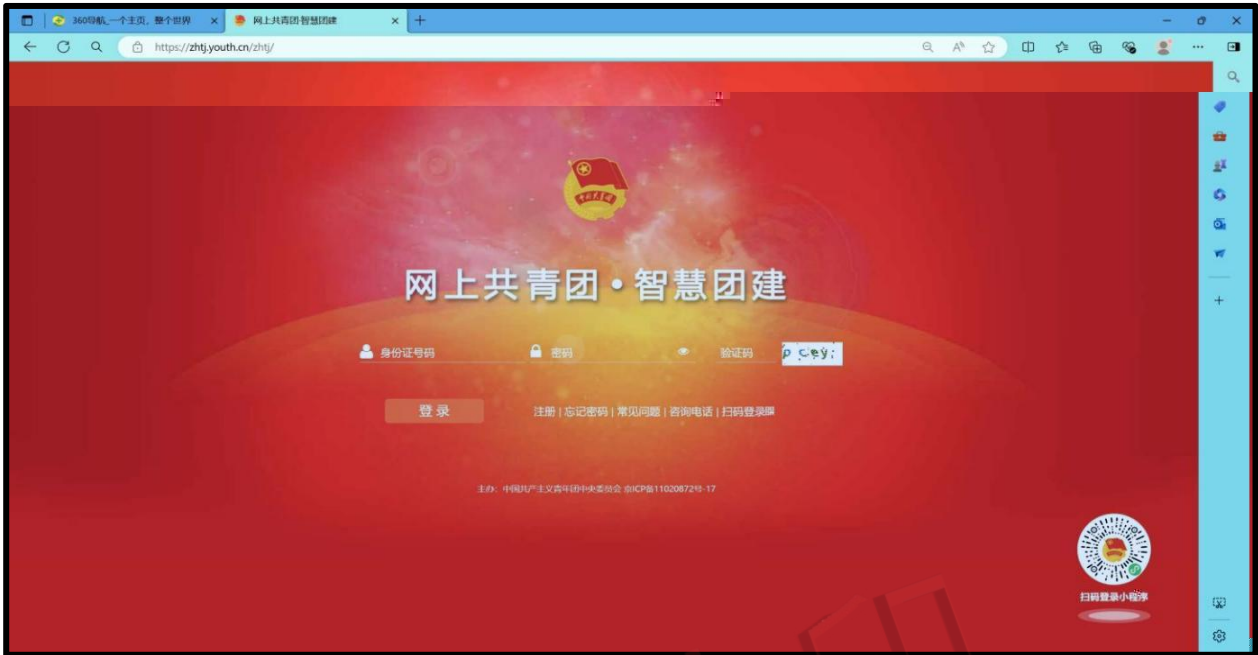 360导航_一个主页，整个世界
网上共青团·智慧团建
https://zhtj.youth.cn/zhtj/
网上共青团·智慧团建
身份证号码
密码
验证码
登录
注册 | 忘记密码 | 常见问题 | 咨询电话 | 扫码登录
主办：中国共产主义青年团中央委员会 京ICP备11020872号-17
扫码登录小程序